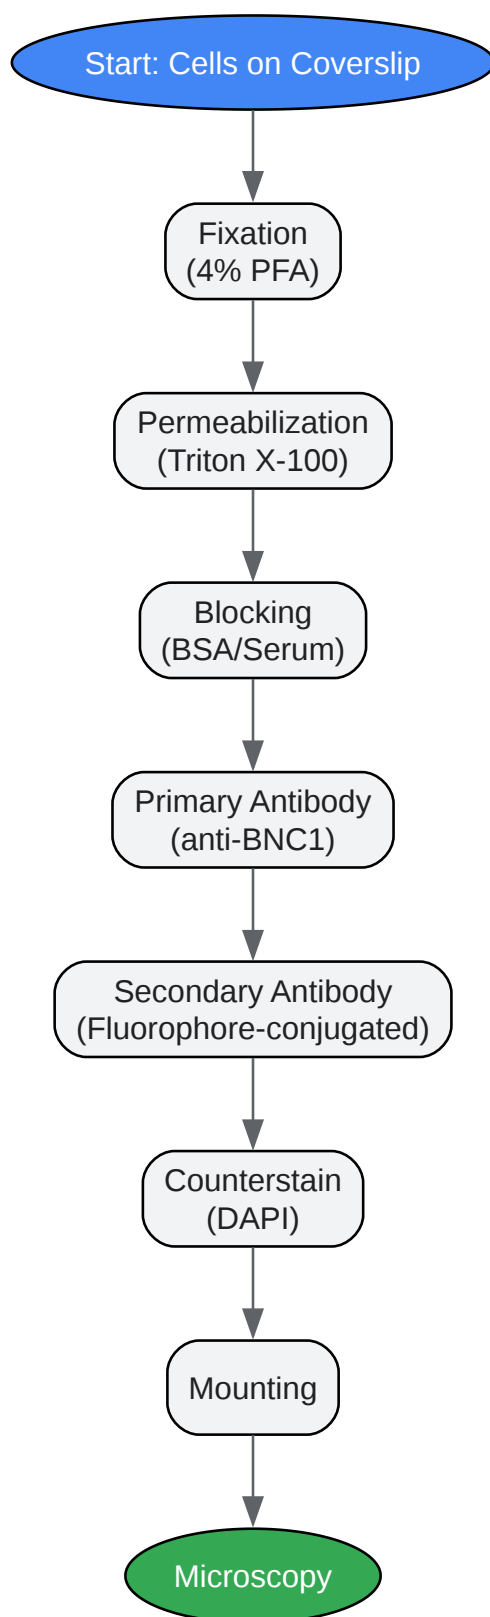 Start: Cells on Coverslip
Fixation
(4% PFA)
Permeabilization
(Triton X-100)
Blocking
(BSA/Serum)
Primary Antibody
(anti-BNC1)
Secondary Antibody
(Fluorophore-conjugated)
Counterstain
(DAPI)
Mounting
Microscopy